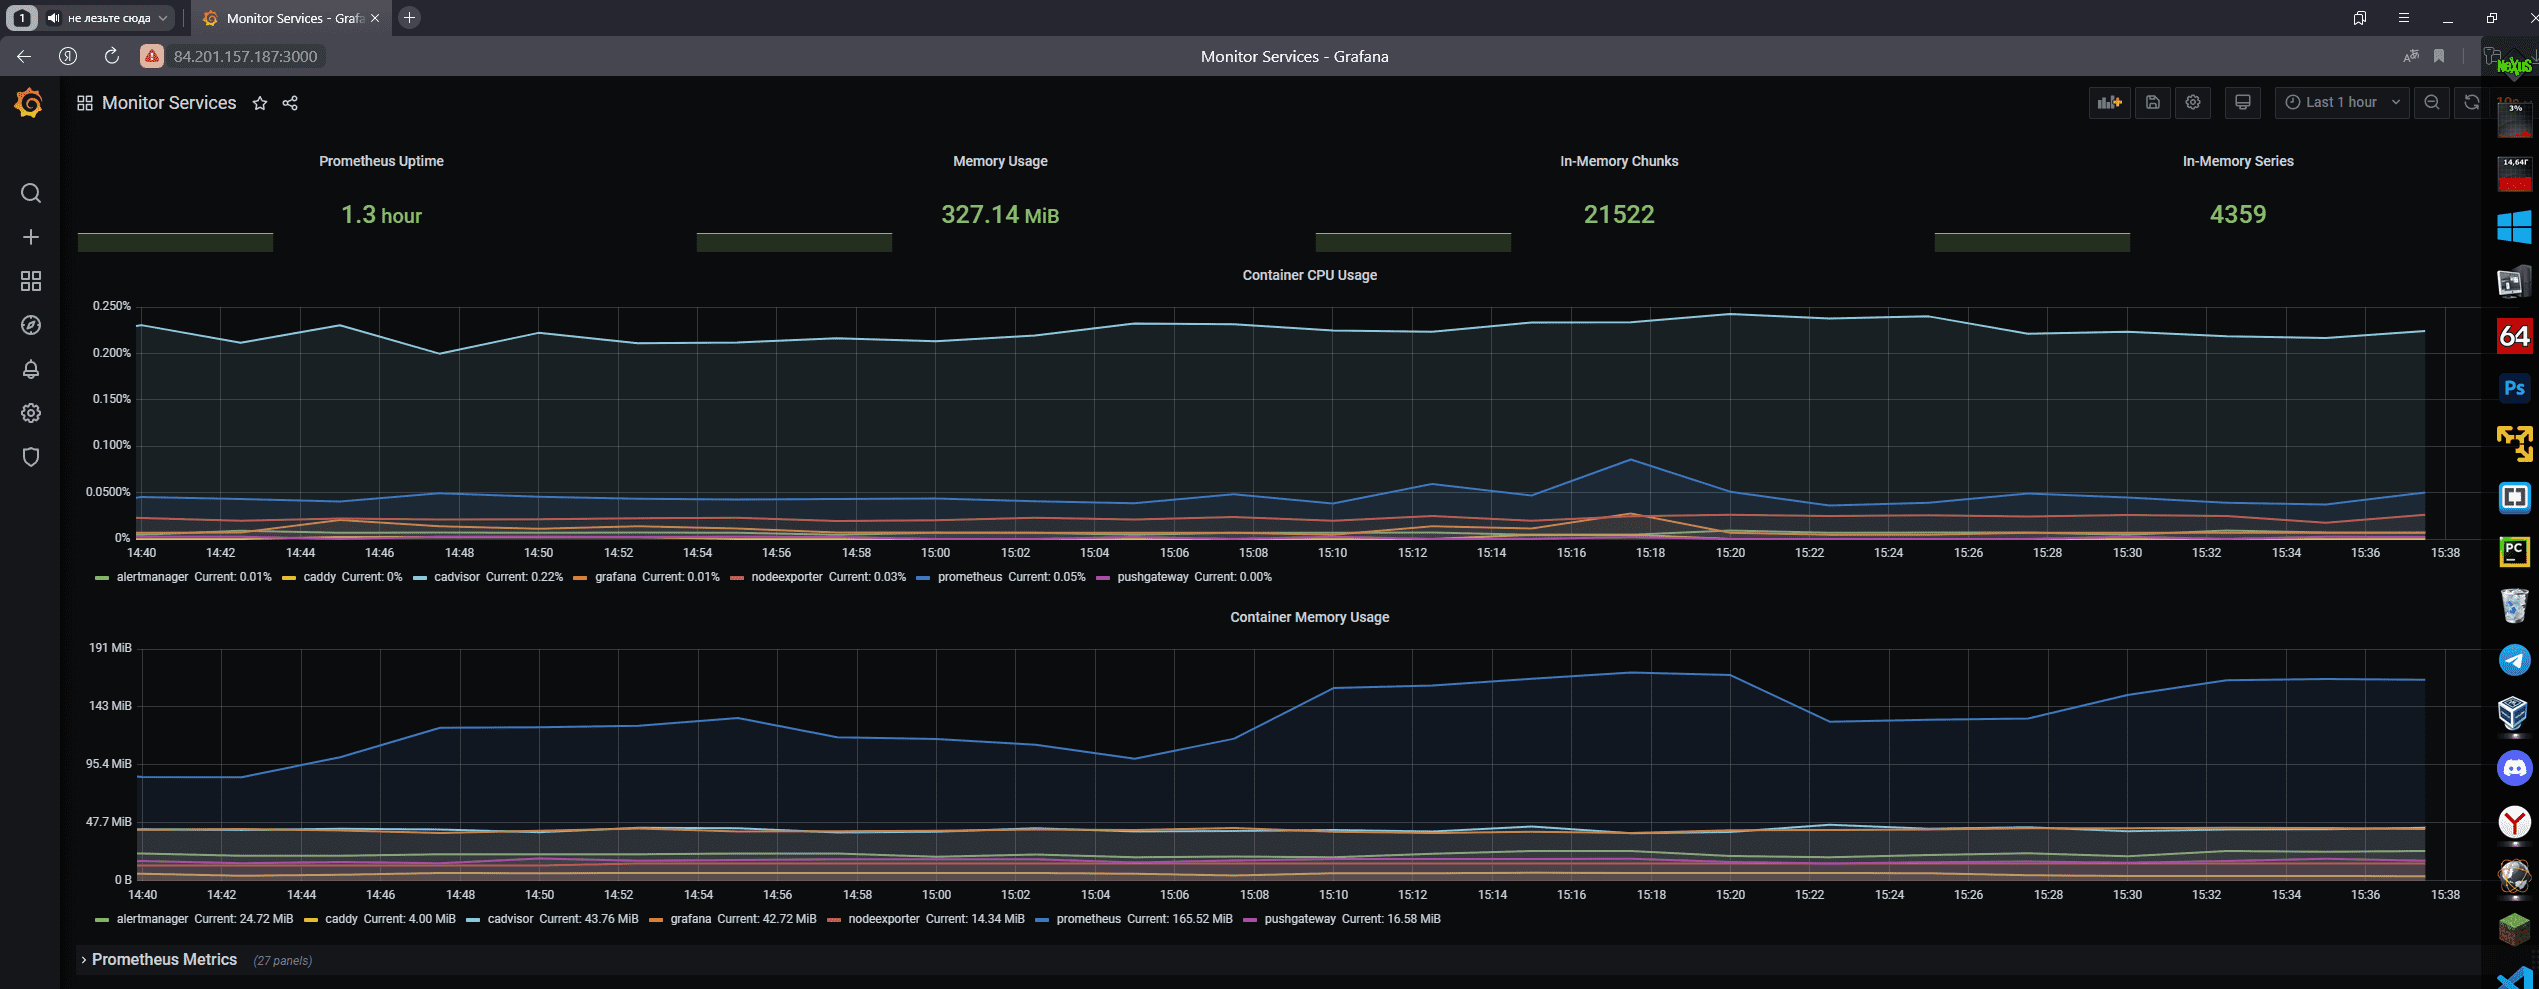 1 не лезьте сюда Monitor Services - Grafa
84.201.157.187:3000 Monitor Services - Grafana
NeXuS
Monitor Services Last 1 hour
3%
14,64Г
Prometheus Uptime Memory Usage In-Memory Chunks In-Memory Series
1.3 hour 327.14 MiB 21522 4359
Container CPU Usage
0.250%
0.200%
0.150%
0.100%
0.0500%
0%
14:40 14:42 14:44 14:46 14:48 14:50 14:52 14:54 14:56 14:58 15:00 15:02 15:04 15:06 15:08 15:10 15:12 15:14 15:16 15:18 15:20 15:22 15:24 15:26 15:28 15:30 15:32 15:34 15:36 15:38
alertmanager Current: 0.01% caddy Current: 0% cadvisor Current: 0.22% grafana Current: 0.01% nodeexporter Current: 0.03% prometheus Current: 0.05% pushgateway Current: 0.00%
Container Memory Usage
191 MiB
143 MiB
95.4 MiB
47.7 MiB
0 B
14:40 14:42 14:44 14:46 14:48 14:50 14:52 14:54 14:56 14:58 15:00 15:02 15:04 15:06 15:08 15:10 15:12 15:14 15:16 15:18 15:20 15:22 15:24 15:26 15:28 15:30 15:32 15:34 15:36 15:38
alertmanager Current: 24.72 MiB caddy Current: 4.00 MiB cadvisor Current: 43.76 MiB grafana Current: 42.72 MiB nodeexporter Current: 14.34 MiB prometheus Current: 165.52 MiB pushgateway Current: 16.58 MiB
Prometheus Metrics (27 panels)
64
Ps
PC